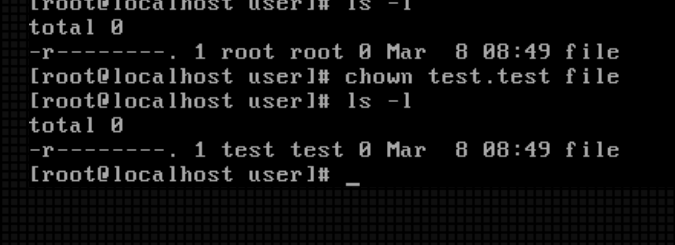 [root@localhost user]# ls -l
total 0
-r--------. 1 root root 0 Mar  8 08:49 file
[root@localhost user]# chown test.test file
[root@localhost user]# ls -l
total 0
-r--------. 1 test test 0 Mar  8 08:49 file
[root@localhost user]# _